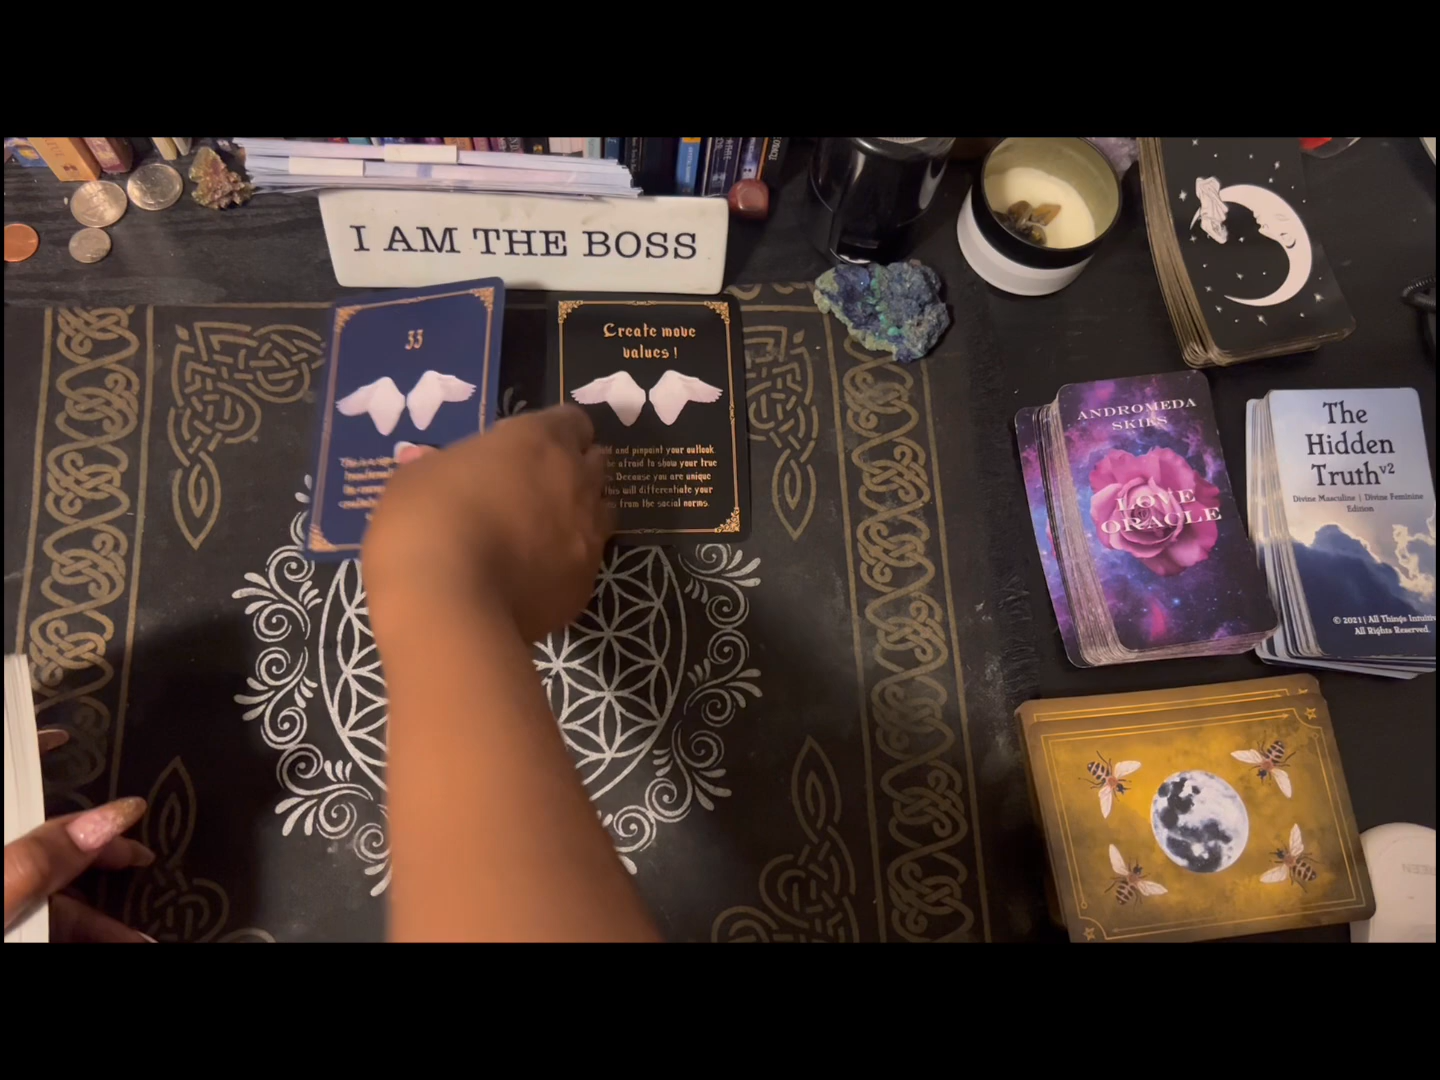 I AM THE BOSS
33
Create move
values !
and pinpoint your outlook.
be afraid to show your true
Because you are unique
this will differentiate your
from the social norms.
ANDROMEDA
SKIES
LOVE
ORACLE
The
Hidden
Truth v2
Divine Masculine | Divine Feminine
Edition
© 2021 | All Things
All Rights Reserved.